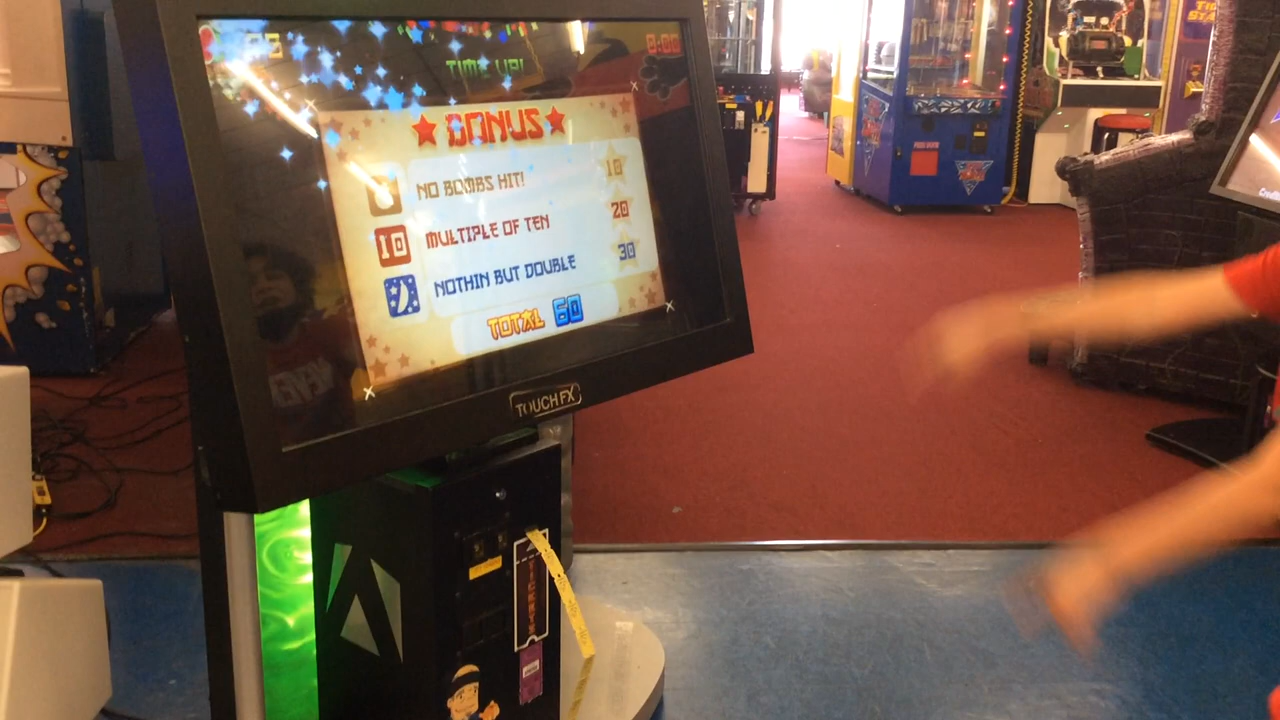 TIME UP!
BONUS
NO BOMBS HIT! 10
10 MULTIPLE OF TEN 20
NOTHIN BUT DOUBLE 30
TOTAL 60
TOUCH FX
TICKETS